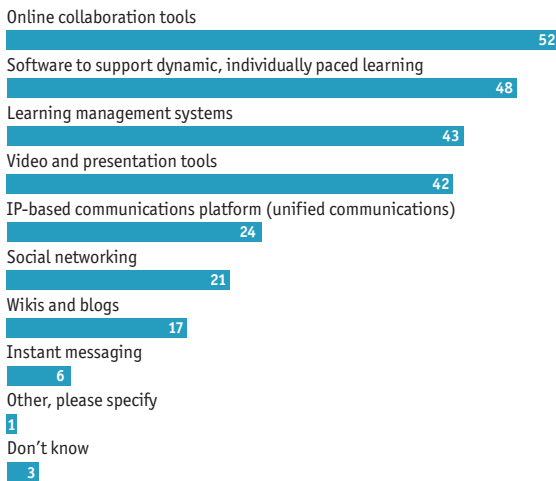 Online collaboration tools
52
Software to support dynamic, individually paced learning
48
Learning management systems
43
Video and presentation tools
42
IP-based communications platform (unified communications)
24
Social networking
21
Wikis and blogs
17
Instant messaging
6
Other, please specify
1
Don’t know
3